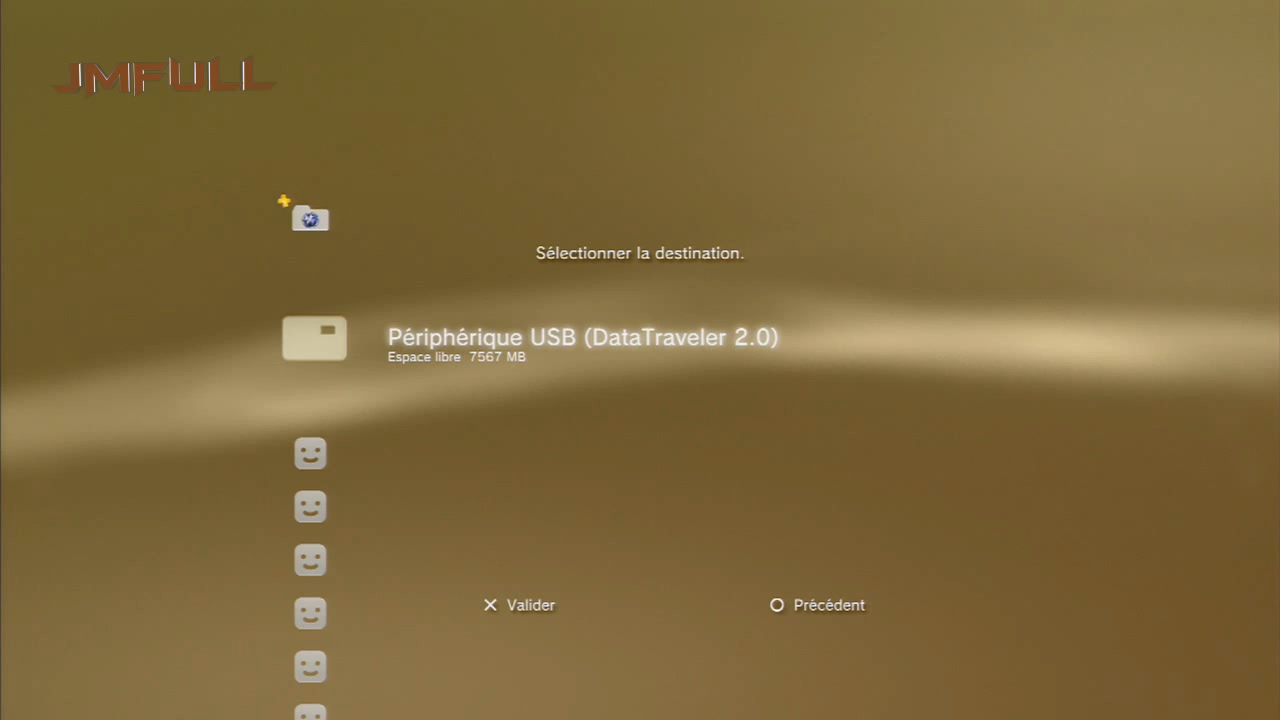 JMFULL
Sélectionner la destination.
Périphérique USB (DataTraveler 2.0)
Espace libre 7567 MB
Valider
Précédent